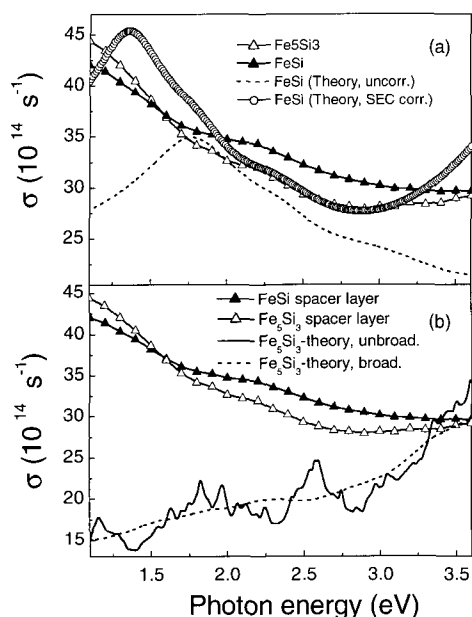 (a)
Fe5Si3
FeSi
FeSi (Theory, uncorr.)
FeSi (Theory, SEC corr.)
σ (10¹⁴ s⁻¹)
45
40
35
30
25
(b)
FeSi spacer layer
Fe₅Si₃ spacer layer
Fe₅Si₃-theory, unbroad.
Fe₅Si₃-theory, broad.
σ (10¹⁴ s⁻¹)
45
40
35
30
25
20
15
1.5 2.0 2.5 3.0 3.5
Photon energy (eV)